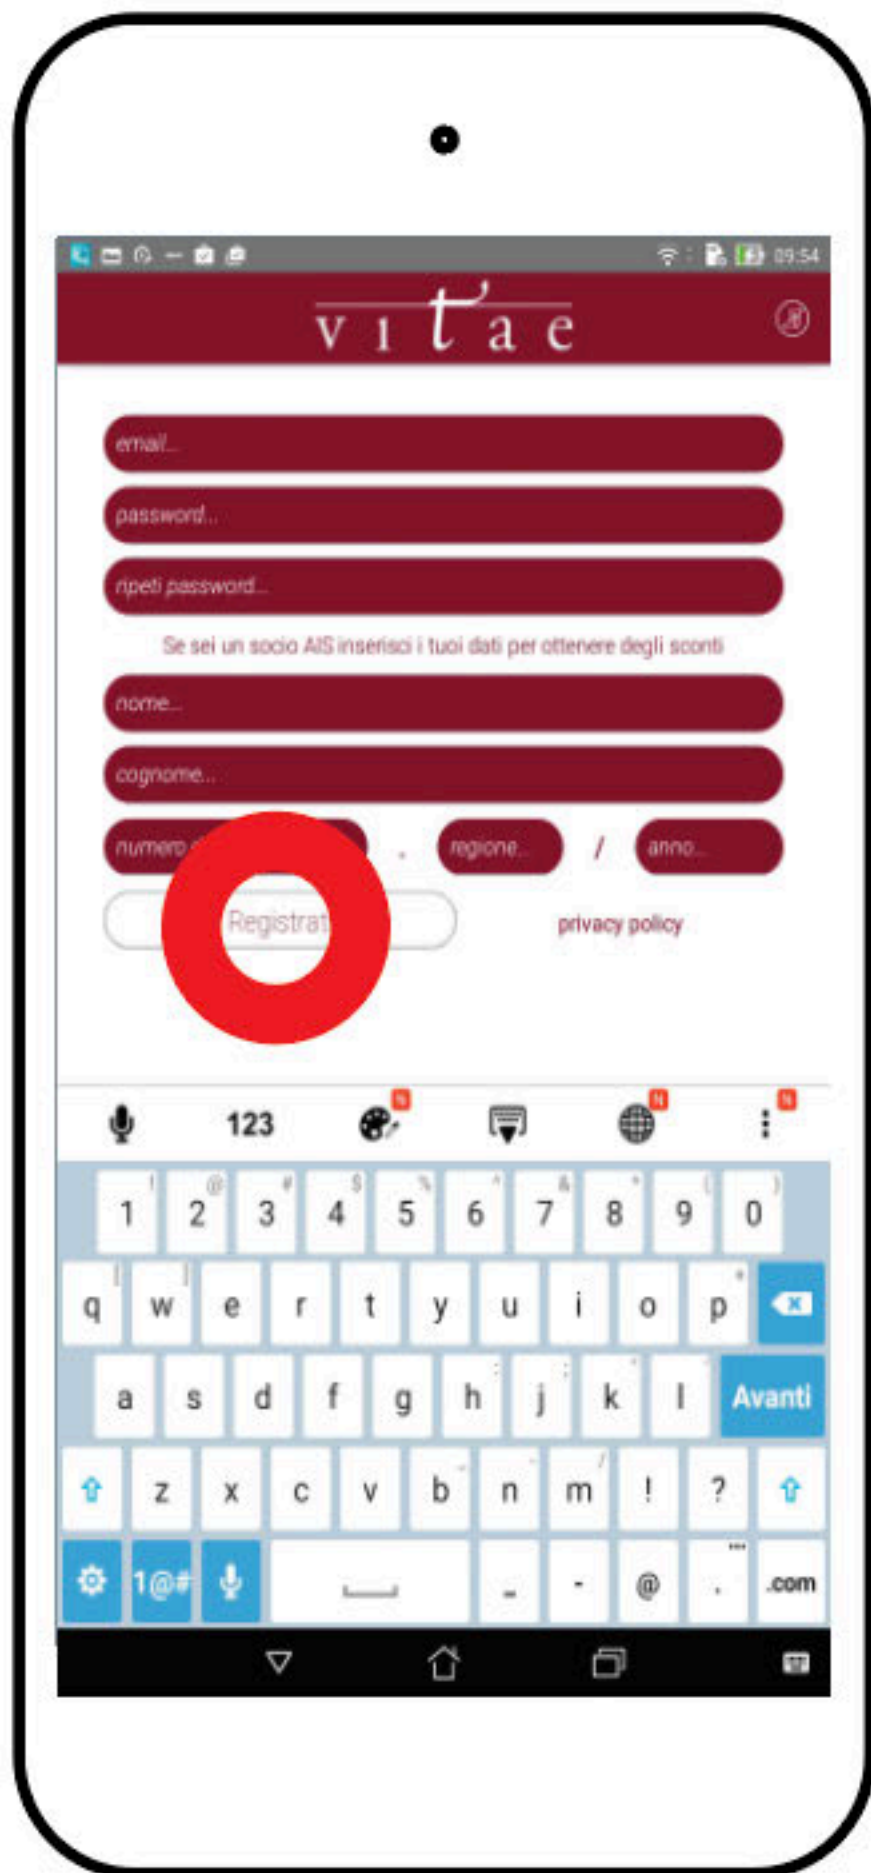 09:54
vitae
email...
password...
ripeti password...
Se sei un socio AIS inserisci i tuoi dati per ottenere degli sconti
nome...
cognome...
numero . regione... / anno...
Registrat privacy policy
123 N N N
! @ # $ % ^ & * ( )
1 2 3 4 5 6 7 8 9 0
q w e r t y u i o p
a s d f g h j k l Avanti
z x c v b n m ! ?
1@# _ - @ . .com